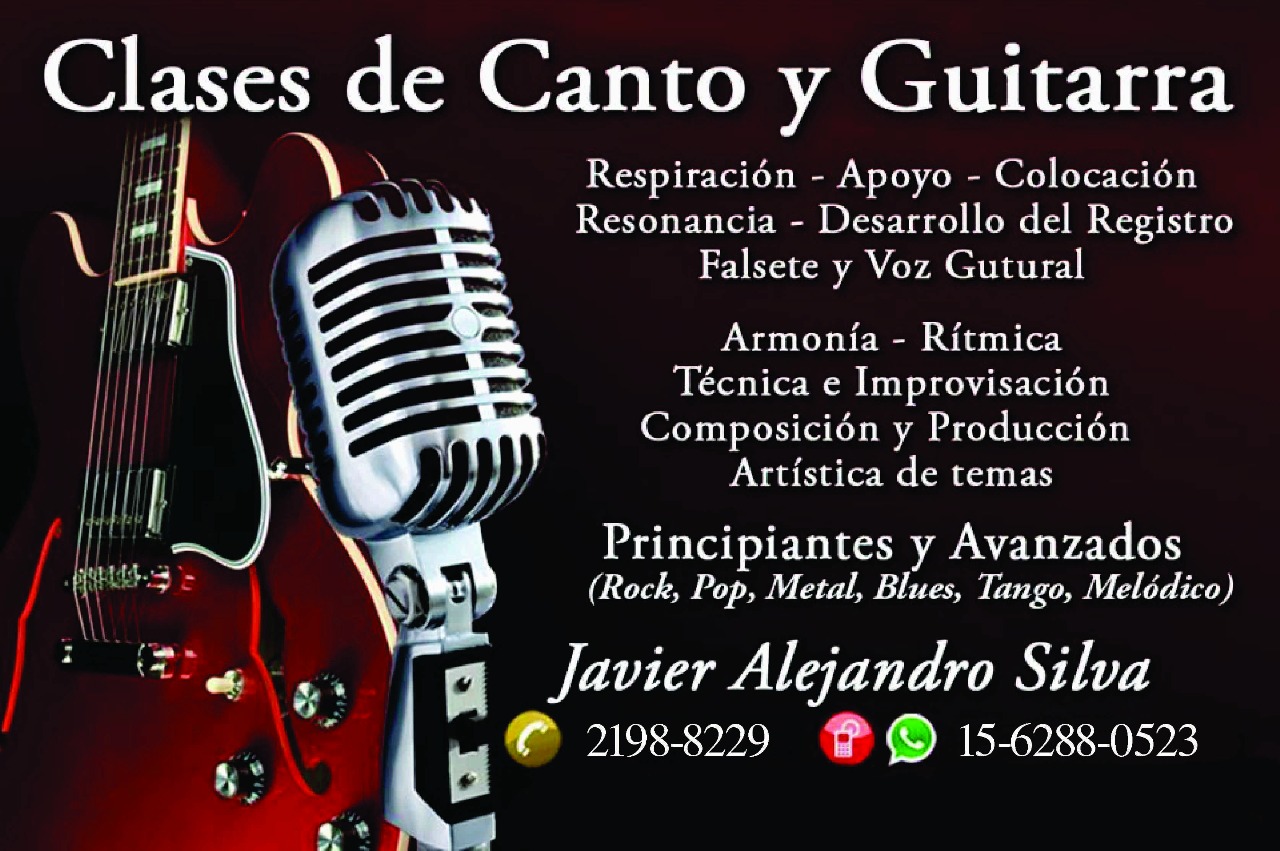 Clases de Canto y Guitarra
Respiración - Apoyo - Colocación
Resonancia - Desarrollo del Registro
Falsete y Voz Gutural
Armonía - Rítmica
Técnica e Improvisación
Composición y Producción
Artística de temas
Principiantes y Avanzados
(Rock, Pop, Metal, Blues, Tango, Melódico)
Javier Alejandro Silva
2198-8229 15-6288-0523